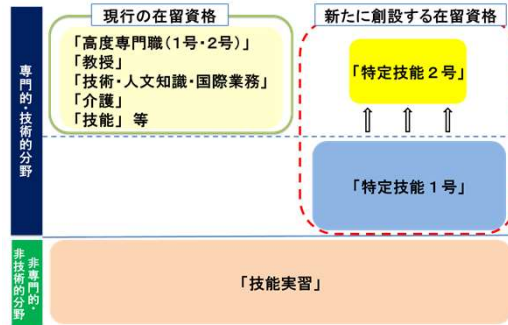 現行の在留資格
新たに創設する在留資格
専門的・技術的分野
「高度専門職（１号・２号）」
「教授」
「技術・人文知識・国際業務」
「介護」
「技能」 等
「特定技能２号」
⇧ ⇧ ⇧
「特定技能１号」
非専門的・
非技術的分野
「技能実習」